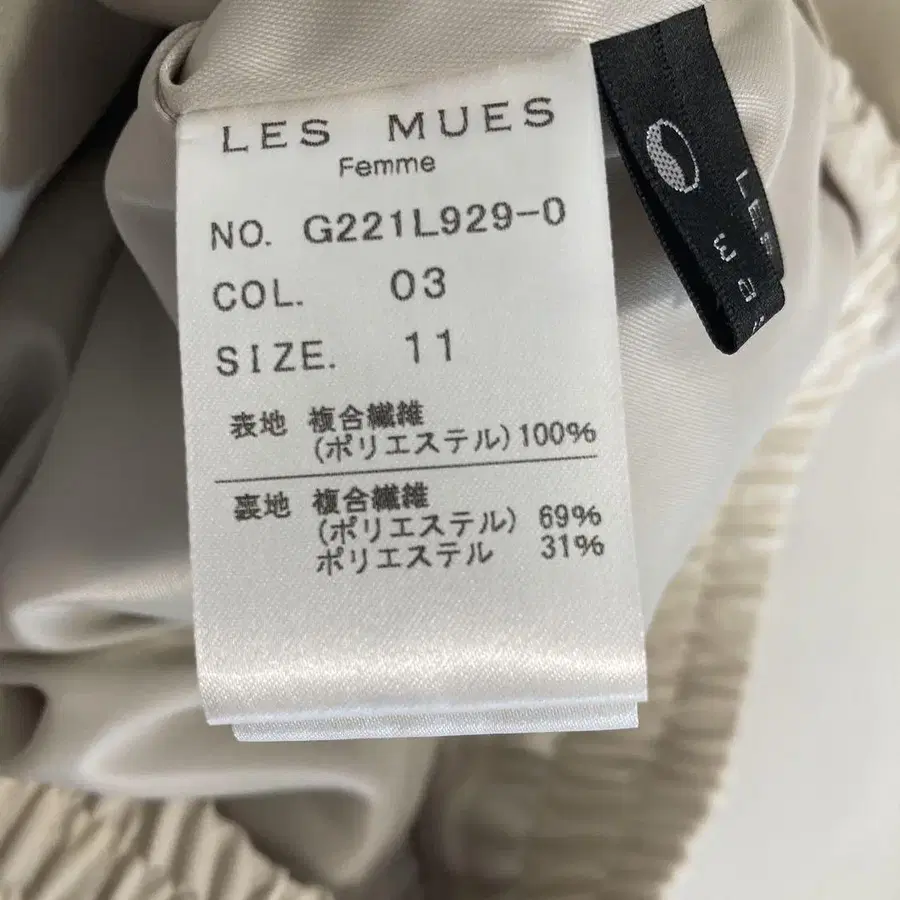 LES MUES
Femme
NO. G221L929-0
COL. 03
SIZE. 11
表地 複合繊維
(ポリエステル) 100%
裏地 複合繊維
(ポリエステル) 69%
ポリエステル 31%